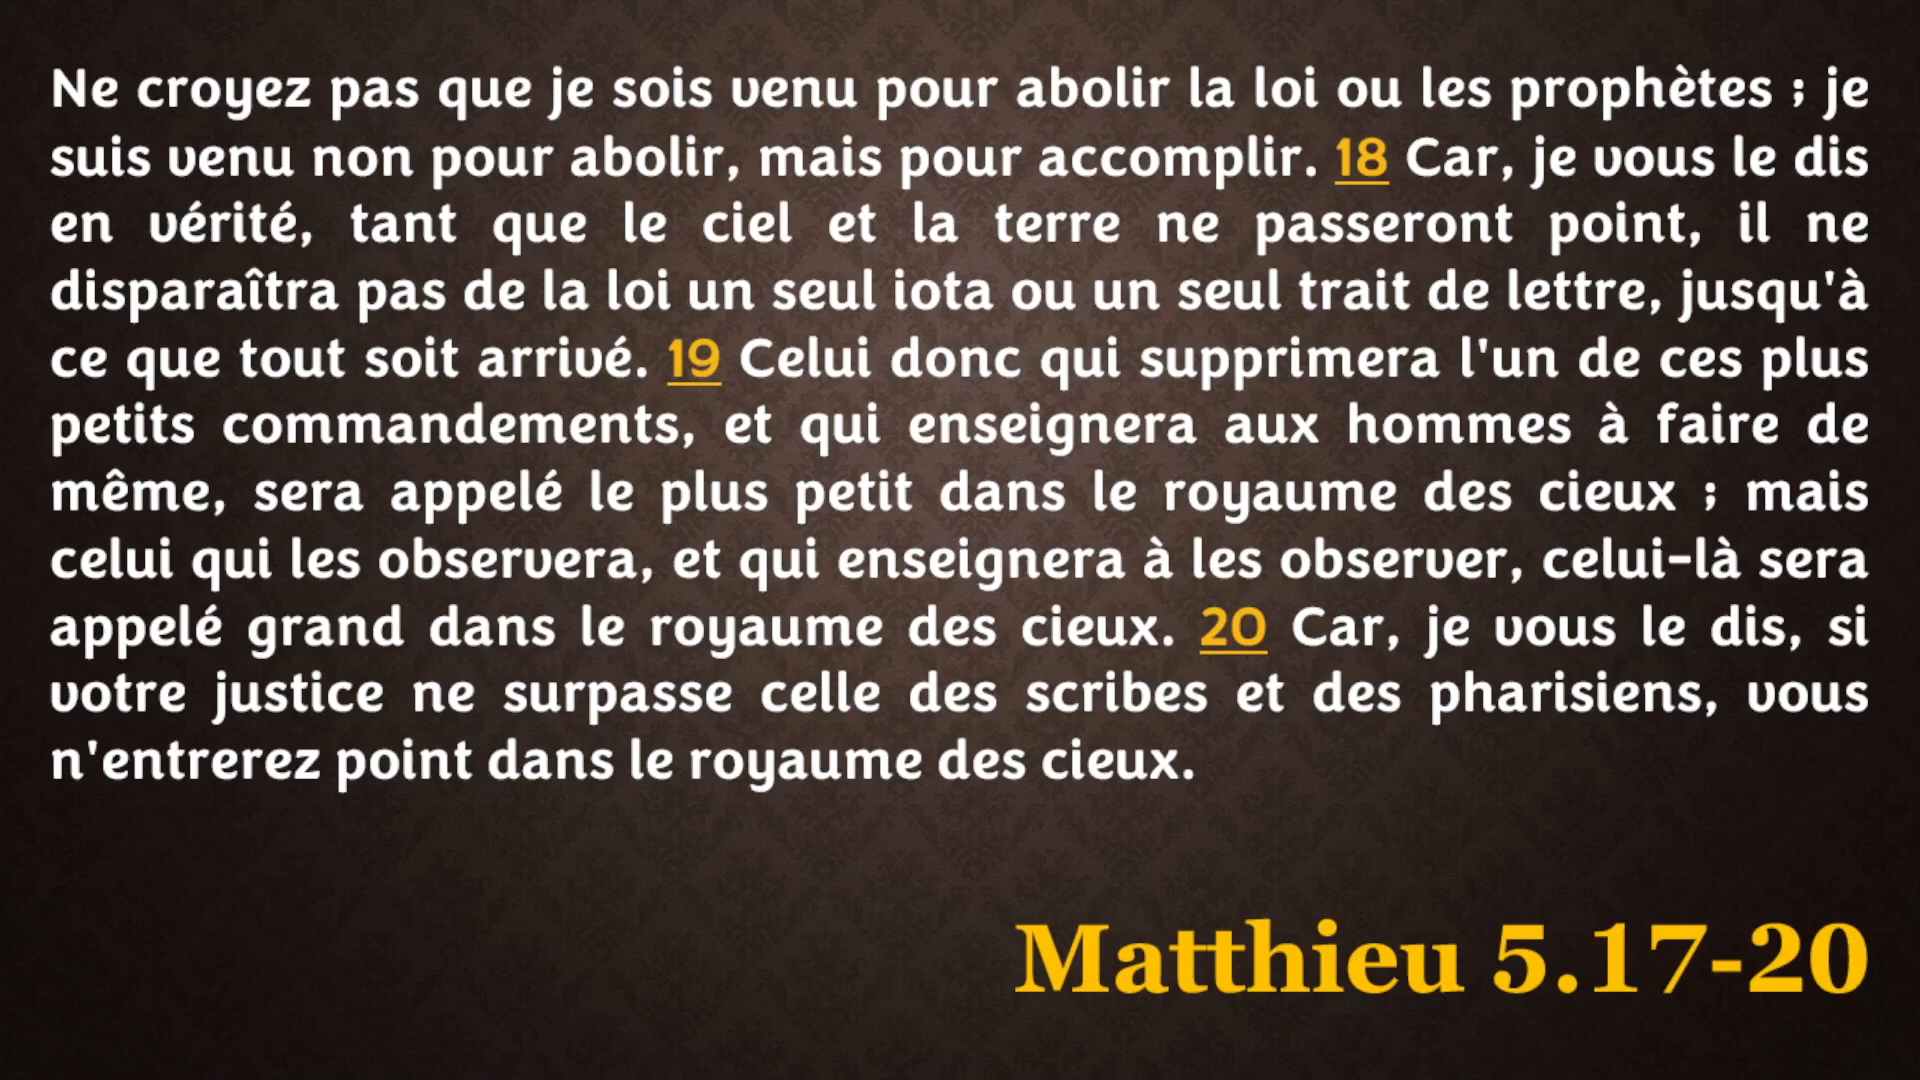 Ne croyez pas que je sois venu pour abolir la loi ou les prophètes ; je
suis venu non pour abolir, mais pour accomplir. 18 Car, je vous le dis
en vérité, tant que le ciel et la terre ne passeront point, il ne
disparaîtra pas de la loi un seul iota ou un seul trait de lettre, jusqu'à
ce que tout soit arrivé. 19 Celui donc qui supprimera l'un de ces plus
petits commandements, et qui enseignera aux hommes à faire de
même, sera appelé le plus petit dans le royaume des cieux ; mais
celui qui les observera, et qui enseignera à les observer, celui-là sera
appelé grand dans le royaume des cieux. 20 Car, je vous le dis, si
votre justice ne surpasse celle des scribes et des pharisiens, vous
n'entrerez point dans le royaume des cieux.
Matthieu 5.17-20